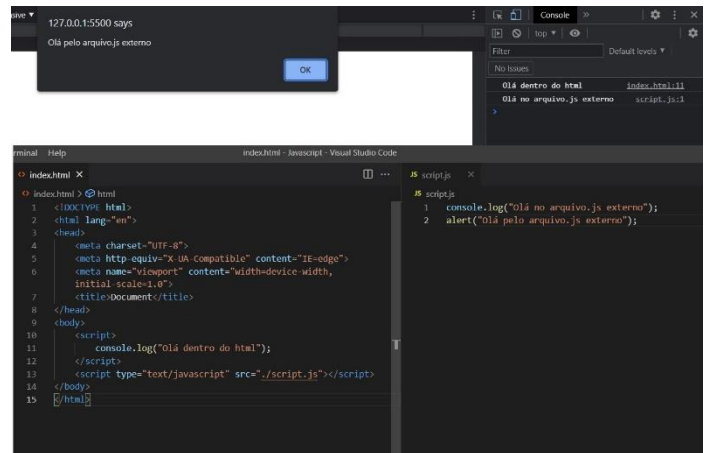 sive ▼
127.0.0.1:5500 says
Olá pelo arquivo.js externo
OK
Console »
top ▼
Filter
Default levels ▼
No Issues
Olá dentro do html index.html:11
Olá no arquivo.js externo script.js:1
>
rminal Help
index.html - Javascript - Visual Studio Code
index.html ×
index.html > html
1 <!DOCTYPE html>
2 <html lang="en">
3 <head>
4 <meta charset="UTF-8">
5 <meta http-equiv="X-UA-Compatible" content="IE=edge">
6 <meta name="viewport" content="width=device-width,
initial-scale=1.0">
7 <title>Document</title>
8 </head>
9 <body>
10 <script>
11 console.log("Olá dentro do html");
12 </script>
13 <script type="text/javascript" src="./script.js"></script>
14 </body>
15 </html>
JS script.js ×
JS script.js
1 console.log("Olá no arquivo.js externo");
2 alert("Olá pelo arquivo.js externo");